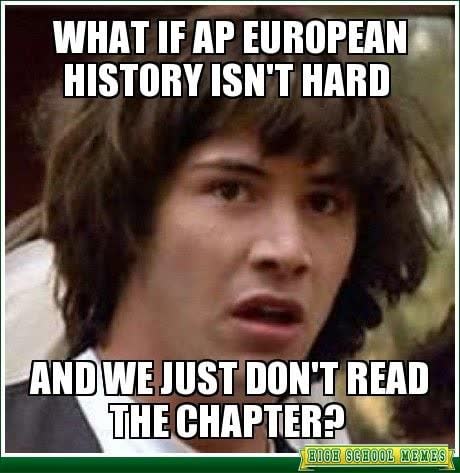 WHAT IF AP EUROPEAN
HISTORY ISN'T HARD
AND WE JUST DON'T READ
THE CHAPTER?
HIGH SCHOOL MEMES